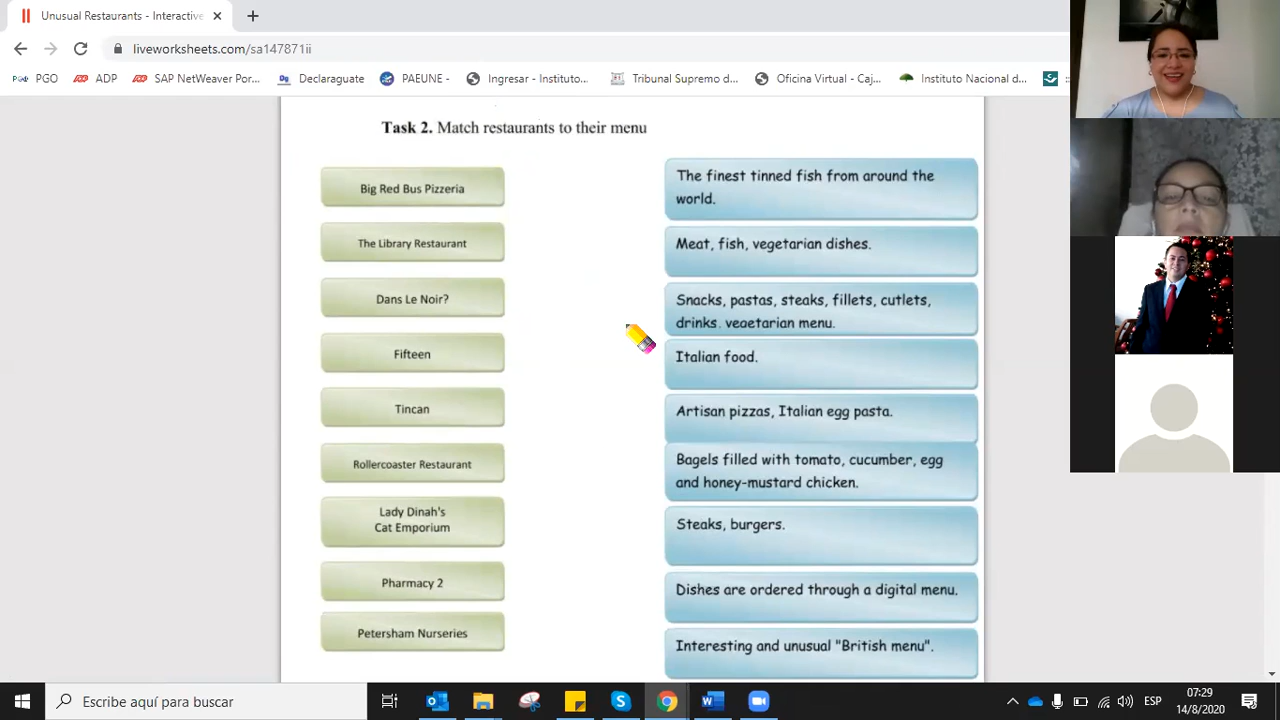 Unusual Restaurants - Interactive
liveworksheets.com/sa147871ii
PGO
ADP
SAP NetWeaver Por...
Declaraguate
PAEUNE -
Ingresar - Instituto...
Tribunal Supremo d...
Oficina Virtual - Caj...
Instituto Nacional d...
Task 2. Match restaurants to their menu
Big Red Bus Pizzeria
The Library Restaurant
Dans Le Noir?
Fifteen
Tincan
Rollercoaster Restaurant
Lady Dinah's
Cat Emporium
Pharmacy 2
Petersham Nurseries
The finest tinned fish from around the
world.
Meat, fish, vegetarian dishes.
Snacks, pastas, steaks, fillets, cutlets,
drinks. vegetarian menu.
Italian food.
Artisan pizzas, Italian egg pasta.
Bagels filled with tomato, cucumber, egg
and honey-mustard chicken.
Steaks, burgers.
Dishes are ordered through a digital menu.
Interesting and unusual "British menu".
Escribe aquí para buscar
ESP
07:29
14/8/2020